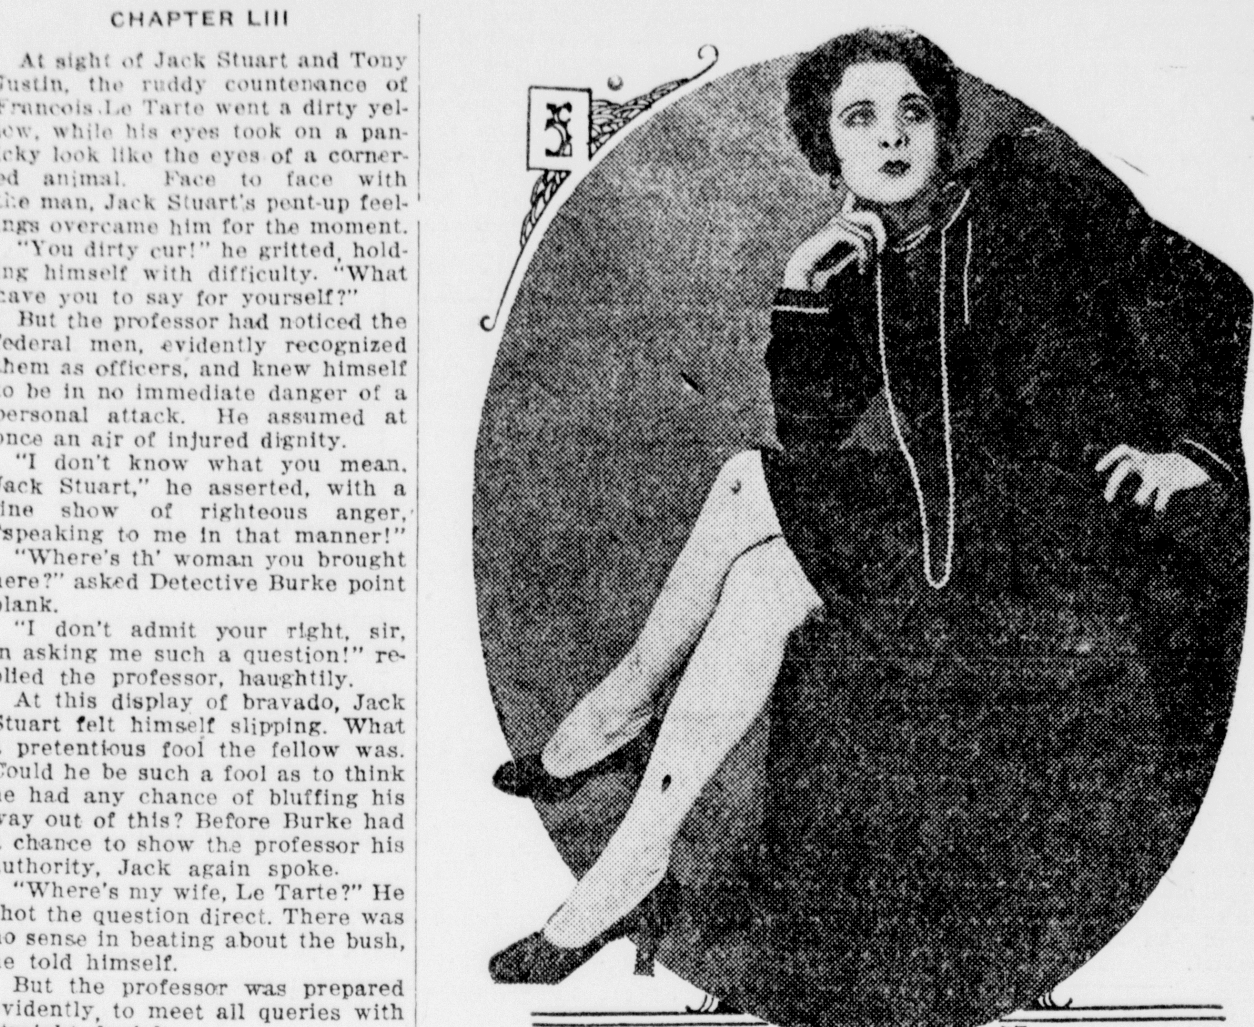 CHAPTER LIII
At sight of Jack Stuart and Tony
Justin, the ruddy countenance of
Francois Le Tarte went a dirty yel-
ow, while his eyes took on a pan-
icky look like the eyes of a corner-
ed animal. Face to face with
the man, Jack Stuart's pent-up feel-
ngs overcame him for the moment.
"You dirty cur!" he gritted, hold-
ng himself with difficulty. "What
have you to say for yourself?"
But the professor had noticed the
federal men, evidently recognized
them as officers, and knew himself
to be in no immediate danger of a
personal attack. He assumed at
once an air of injured dignity.
"I don't know what you mean,
Jack Stuart," he asserted, with a
fine show of righteous anger,
"speaking to me in that manner!"
"Where's th' woman you brought
here?" asked Detective Burke point
blank.
"I don't admit your right, sir,
n asking me such a question!" re-
plied the professor, haughtily.
At this display of bravado, Jack
Stuart felt himself slipping. What
pretentious fool the fellow was.
Could he be such a fool as to think
he had any chance of bluffing his
way out of this? Before Burke had
chance to show the professor his
uthority, Jack again spoke.
"Where's my wife, Le Tarte?" He
hot the question direct. There was
no sense in beating about the bush,
he told himself.
But the professor was prepared
vidently, to meet all queries with